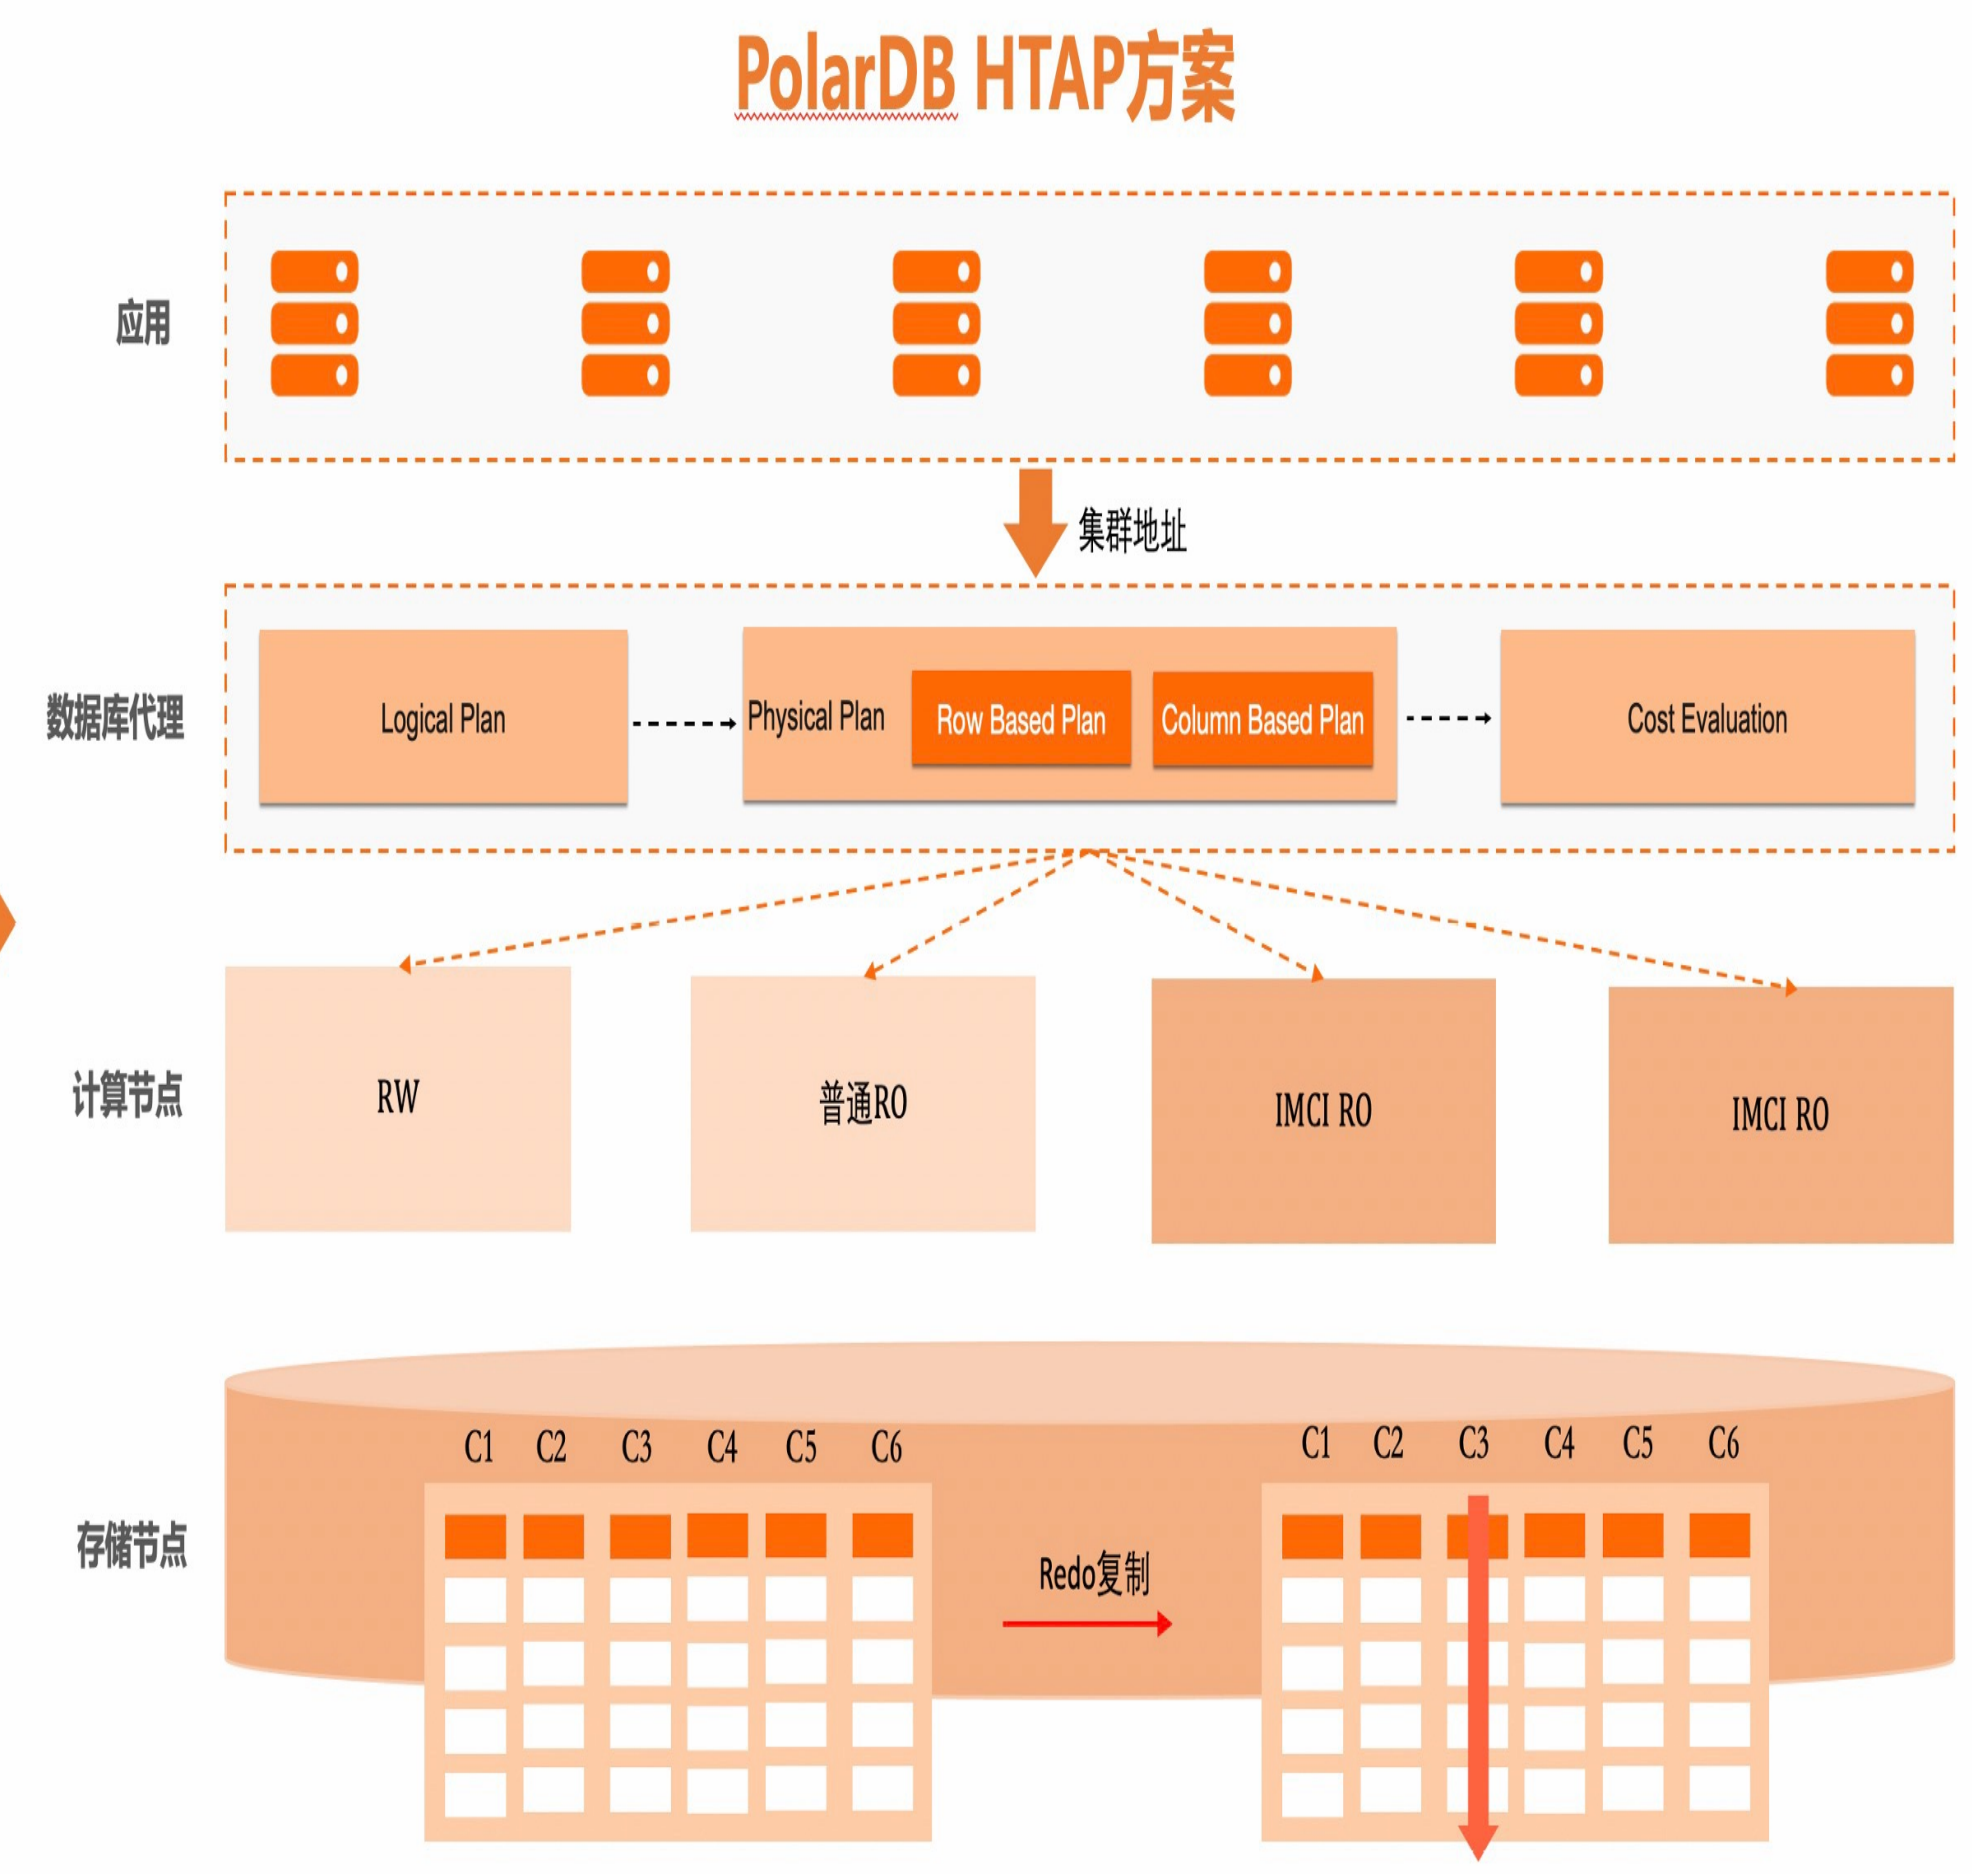 PolarDB HTAP方案
应用
集群地址
数据库代理
Logical Plan
Physical Plan
Row Based Plan
Column Based Plan
Cost Evaluation
计算节点
RW
普通RO
IMCI RO
IMCI RO
存储节点
C1 C2 C3 C4 C5 C6
Redo复制
C1 C2 C3 C4 C5 C6